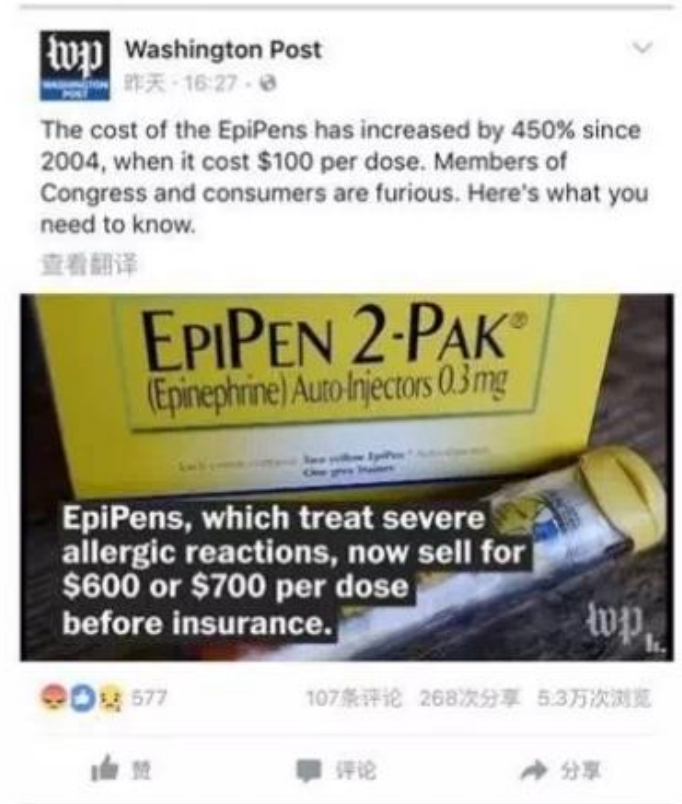 wp
WASHINGTON
POST
Washington Post
昨天 · 16:27 ·
The cost of the EpiPens has increased by 450% since
2004, when it cost $100 per dose. Members of
Congress and consumers are furious. Here's what you
need to know.
查看翻译
EPIPEN 2-PAK®
(Epinephrine) Auto-Injectors 0.3 mg
EpiPens, which treat severe
allergic reactions, now sell for
$600 or $700 per dose
before insurance.
wp
577 107条评论 268次分享 5.3万次浏览
赞 评论 分享